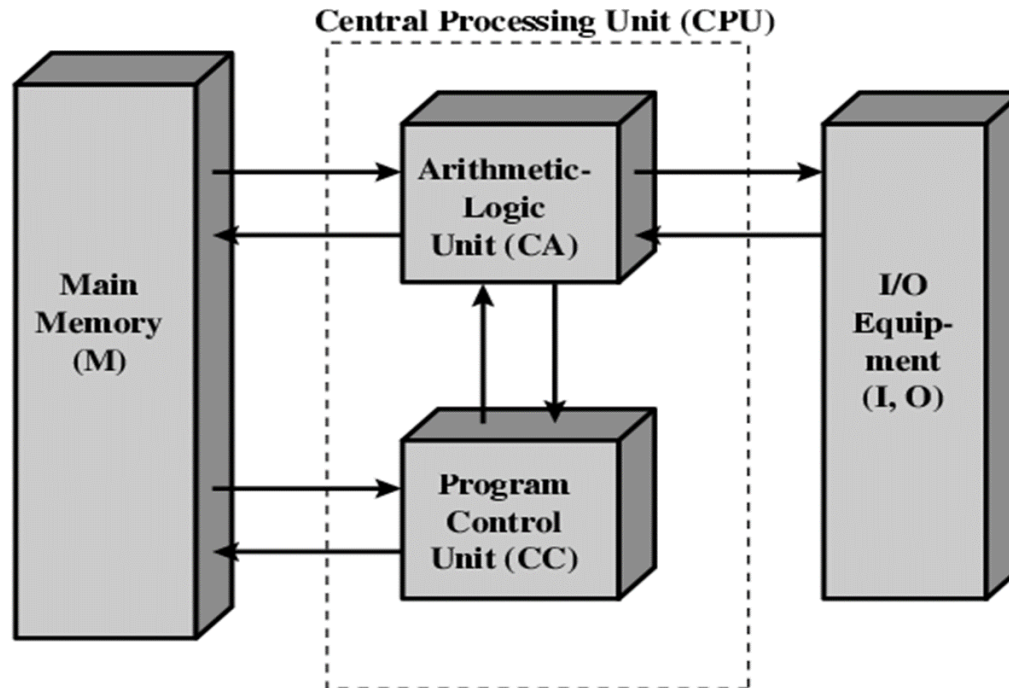 Central Processing Unit (CPU)
Arithmetic-
Logic
Unit (CA)
Main
Memory
(M)
I/O
Equip-
ment
(I, O)
Program
Control
Unit (CC)